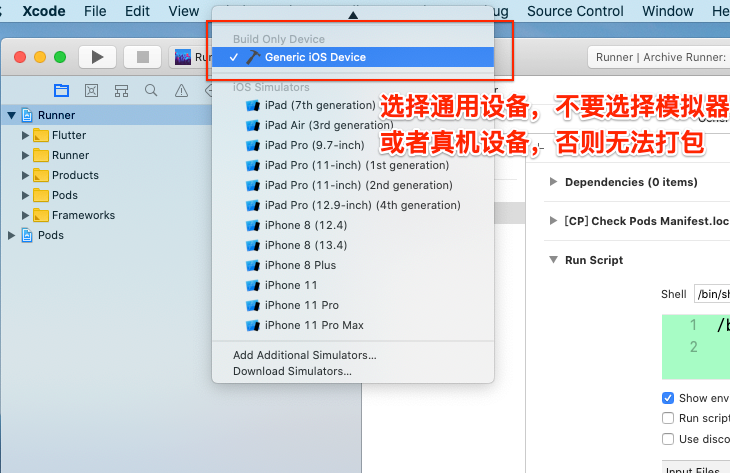 Xcode File Edit View Source Control Window
Build Only Device
Generic iOS Device
Runner | Archive Runner:
iOS Simulators
iPad (7th generation)
iPad Air (3rd generation)
iPad Pro (9.7-inch)
iPad Pro (11-inch) (1st generation)
iPad Pro (11-inch) (2nd generation)
iPad Pro (12.9-inch) (4th generation)
iPhone 8 (12.4)
iPhone 8 (13.4)
iPhone 8 Plus
iPhone 11
iPhone 11 Pro
iPhone 11 Pro Max
Add Additional Simulators...
Download Simulators...
选择通用设备，不要选择模拟器
或者真机设备，否则无法打包
Runner
Flutter
Runner
Products
Pods
Frameworks
Pods
Dependencies (0 items)
[CP] Check Pods Manifest.loc
Run Script
Shell /bin/sh
1 /b
2
Show env
Run script
Use disco
Input Files